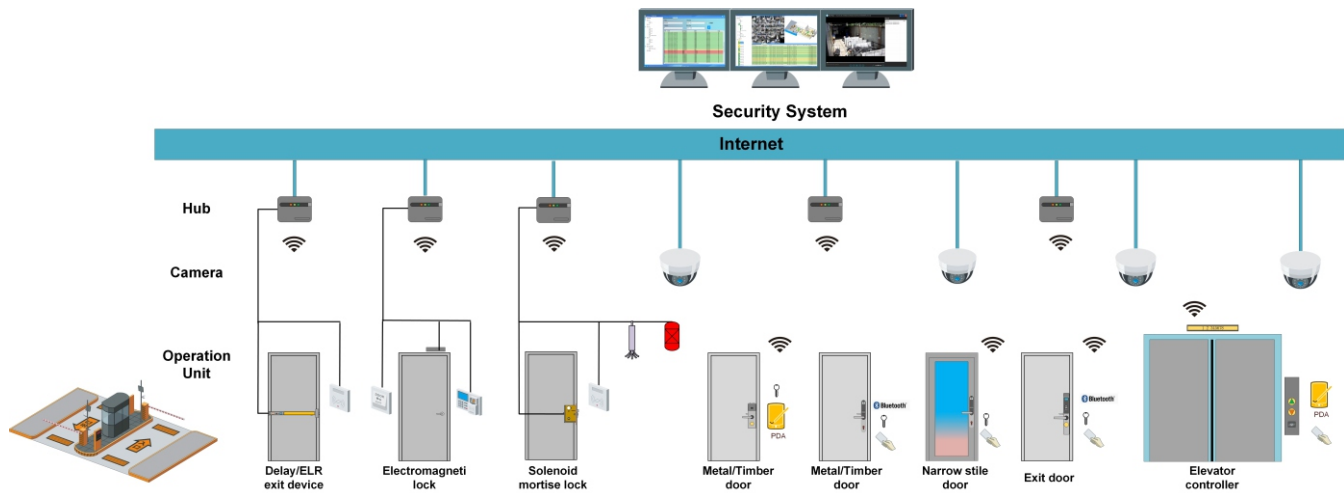 Security System
Internet
Hub
Camera
Operation
Unit
PDA
Bluetooth
Bluetooth
PDA
Delay/ELR
exit device
Electromagneti
lock
Solenoid
mortise lock
Metal/Timber
door
Metal/Timber
door
Narrow stile
door
Exit door
Elevator
controller